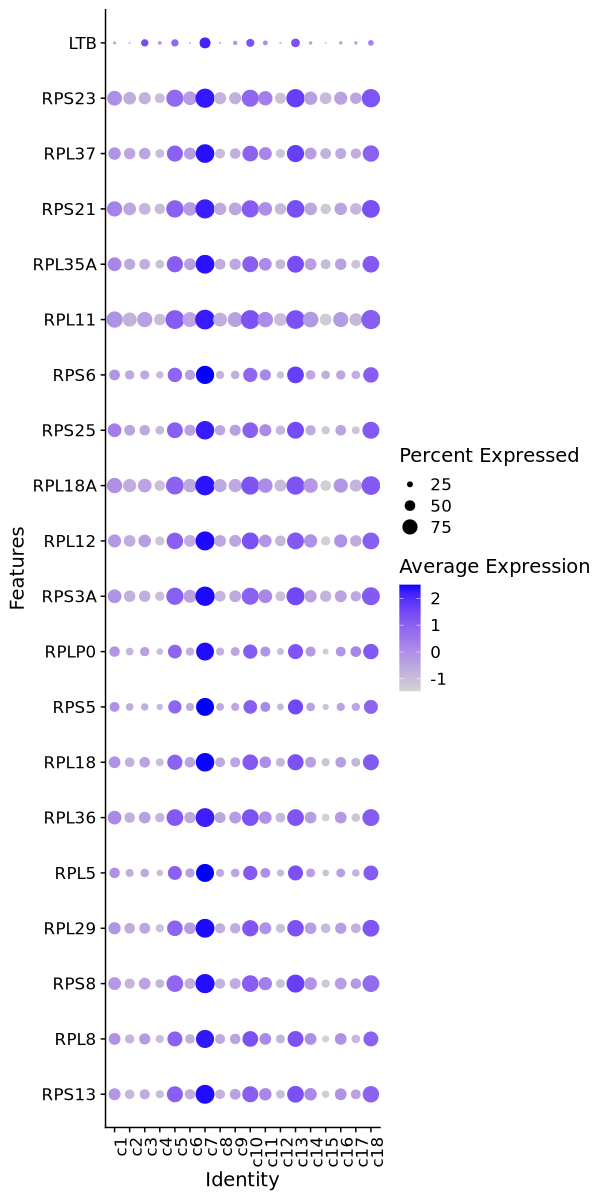 LTB
RPS23
RPL37
RPS21
RPL35A
RPL11
RPS6
RPS25
RPL18A
RPL12
RPS3A
RPLP0
RPS5
RPL18
RPL36
RPL5
RPL29
RPS8
RPL8
RPS13
Features
c1 c2 c3 c4 c5 c6 c7 c8 c9 c10 c11 c12 c13 c14 c15 c16 c17 c18
Identity
Percent Expressed
25
50
75
Average Expression
2
1
0
-1